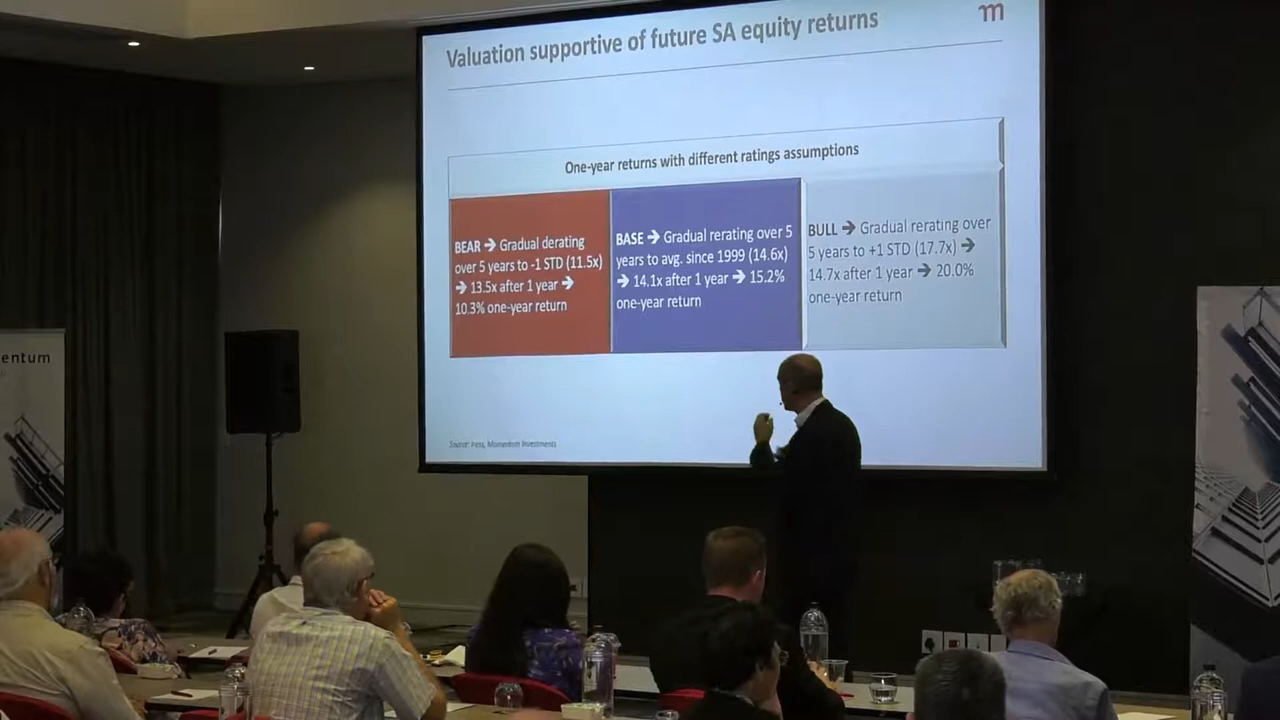 Valuation supportive of future SA equity returns
m
One-year returns with different ratings assumptions
BEAR → Gradual derating
over 5 years to -1 STD (11.5x)
→ 13.5x after 1 year →
10.3% one-year return
BASE → Gradual rerating over 5
years to avg. since 1999 (14.6x)
→ 14.1x after 1 year → 15.2%
one-year return
BULL → Gradual rerating over
5 years to +1 STD (17.7x) →
14.7x after 1 year → 20.0%
one-year return
Source: Iress, Momentum Investments
entum